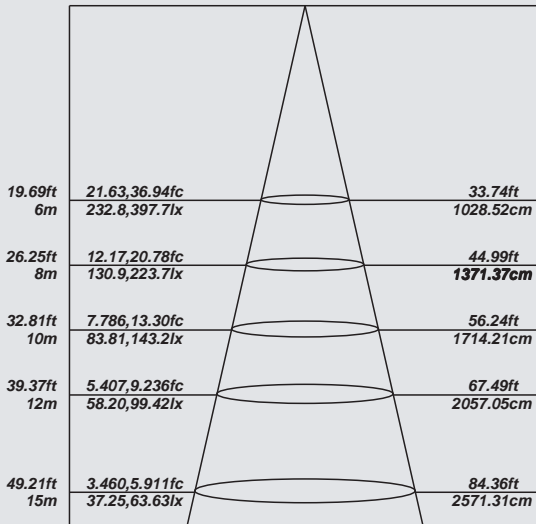 19.69ft 21.63,36.94fc 33.74ft
6m 232.8,397.7lx 1028.52cm
26.25ft 12.17,20.78fc 44.99ft
8m 130.9,223.7lx 1371.37cm
32.81ft 7.786,13.30fc 56.24ft
10m 83.81,143.2lx 1714.21cm
39.37ft 5.407,9.236fc 67.49ft
12m 58.20,99.42lx 2057.05cm
49.21ft 3.460,5.911fc 84.36ft
15m 37.25,63.63lx 2571.31cm